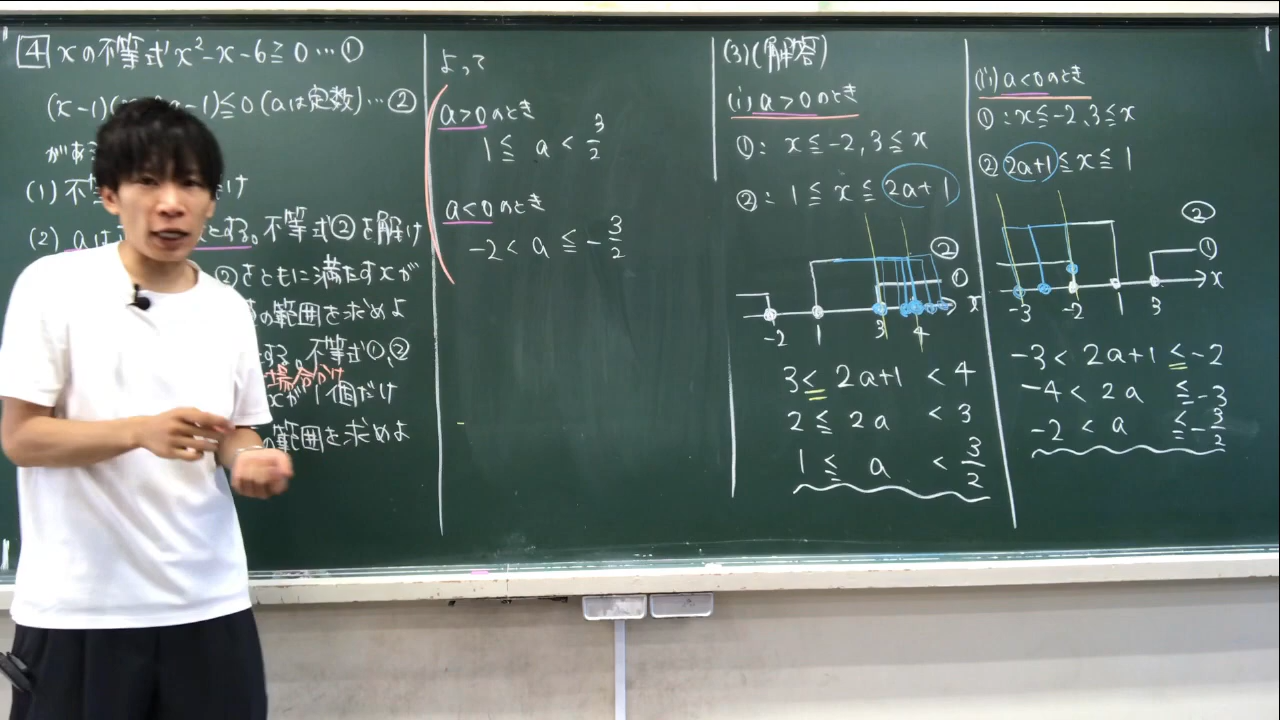 4 xの不等式 x²-x-6≧0…①
(x-1)(x -1)≦0 (aは定数)…②
があ
(1) 不 け
(2) a とする。不等式②を解け
②をともに満たすxが
の範囲を求めよ
する。不等式①,②
場合分け
xが1個だけ
の範囲を求めよ
よって
a>0のとき
1≦ a < 3/2
a<0のとき
-2 < a ≦ -3/2
(3)(解答)
(i) a>0のとき
①: x≦-2, 3≦x
②: 1 ≦ x ≦ 2a+1
②
①
-2 1 3 4 x
3≦ 2a+1 < 4
2 ≦ 2a < 3
1 ≦ a < 3/2
(ii) a<0のとき
①: x≦-2, 3≦x
② 2a+1 ≦ x ≦ 1
②
①
-3 -2 1 3 x
-3 < 2a+1 ≦ -2
-4 < 2a ≦ -3
-2 < a ≦ -3/2